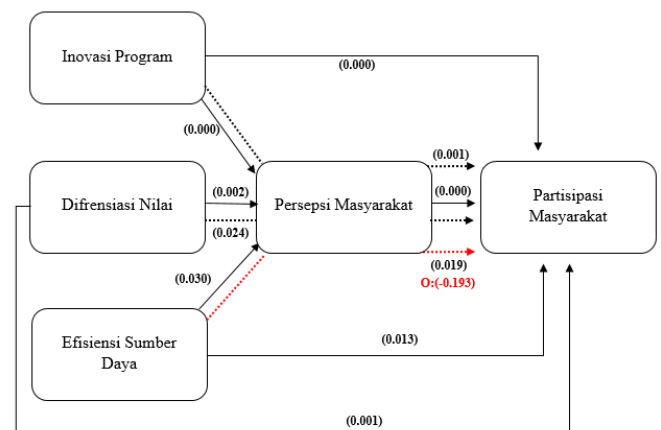 Inovasi Program
(0.000)
(0.000)
(0.001)
Difrensiasi Nilai
(0.002)
Persepsi Masyarakat
(0.000)
Partisipasi
Masyarakat
(0.024)
(0.030)
(0.019)
O:(-0.193)
Efisiensi Sumber
Daya
(0.013)
(0.001)